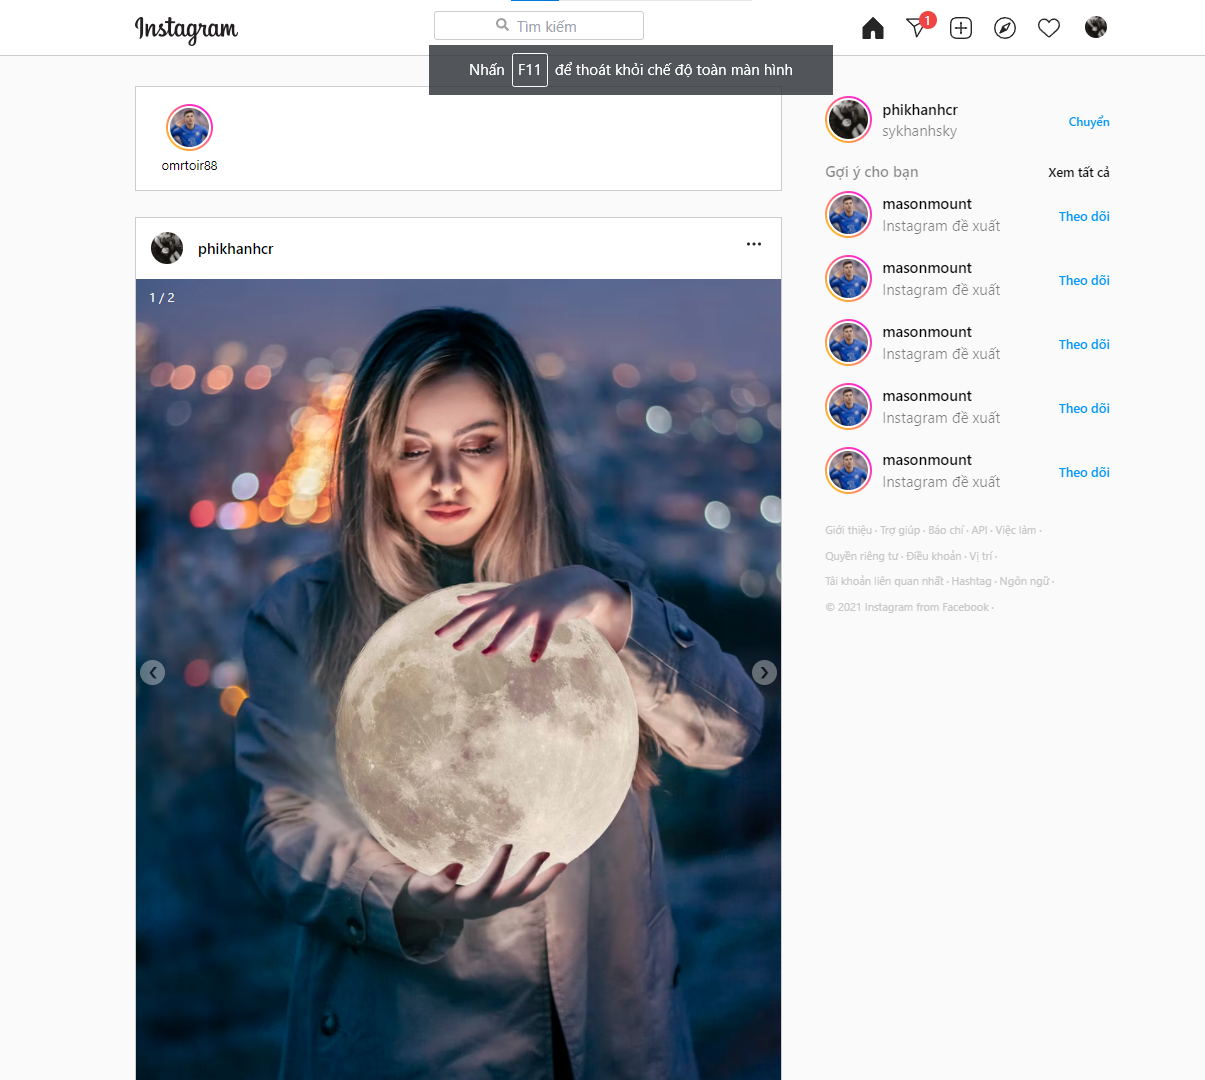 Instagram
Tìm kiếm
1
Nhấn F11 để thoát khỏi chế độ toàn màn hình
omrtoir88
phikhanhcr
1 / 2
phikhanhcr
sykhanhsky
Chuyển
Gợi ý cho bạn
Xem tất cả
masonmount
Instagram đề xuất
Theo dõi
masonmount
Instagram đề xuất
Theo dõi
masonmount
Instagram đề xuất
Theo dõi
masonmount
Instagram đề xuất
Theo dõi
masonmount
Instagram đề xuất
Theo dõi
Giới thiệu · Trợ giúp · Báo chí · API · Việc làm ·
Quyền riêng tư · Điều khoản · Vị trí ·
Tài khoản liên quan nhất · Hashtag · Ngôn ngữ ·
© 2021 Instagram from Facebook ·